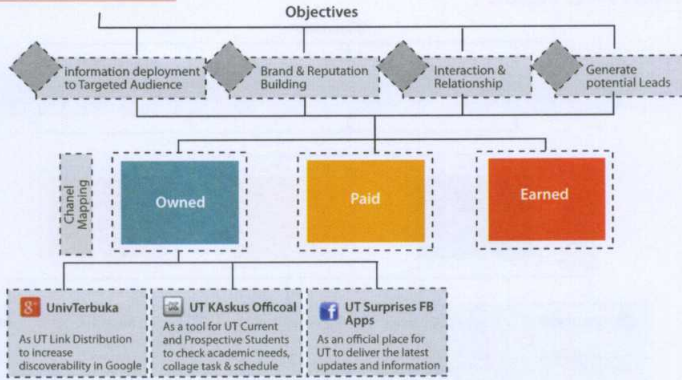 Objectives
information deployment
to Targeted Audience
Brand & Reputation
Building
Interaction &
Relationship
Generate
potential Leads
Chanel
Mapping
Owned
Paid
Earned
UnivTerbuka
As UT Link Distribution
to increase
discoverability in Google
UT KAskus Officoal
As a tool for UT Current
and Prospective Students
to check academic needs,
collage task & schedule
UT Surprises FB
Apps
As an official place for
UT to deliver the latest
updates and information